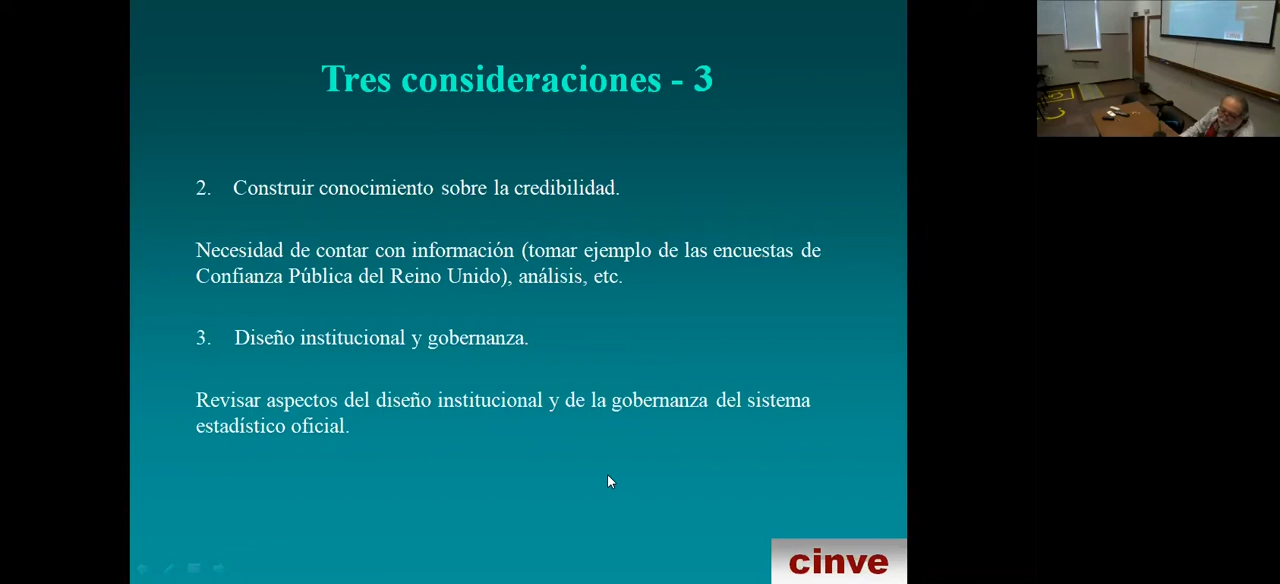 Tres consideraciones - 3
2. Construir conocimiento sobre la credibilidad.
Necesidad de contar con información (tomar ejemplo de las encuestas de
Confianza Pública del Reino Unido), análisis, etc.
3. Diseño institucional y gobernanza.
Revisar aspectos del diseño institucional y de la gobernanza del sistema
estadístico oficial.
cinve
cinve